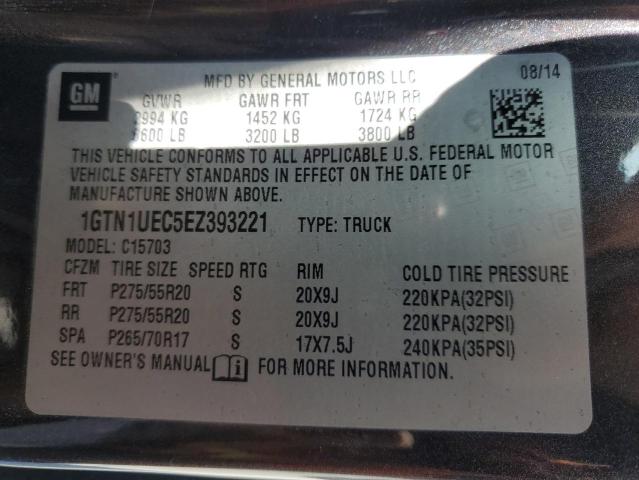 GM
MFD BY GENERAL MOTORS LLC 08/14
GVWR GAWR FRT GAWR RR
2994 KG 1452 KG 1724 KG
6600 LB 3200 LB 3800 LB
THIS VEHICLE CONFORMS TO ALL APPLICABLE U.S. FEDERAL MOTOR
VEHICLE SAFETY STANDARDS IN EFFECT ON THE DATE OF
MANUFACTURE SHOWN ABOVE.
1GTN1UEC5EZ393221 TYPE: TRUCK
MODEL: C15703
CFZM TIRE SIZE SPEED RTG RIM COLD TIRE PRESSURE
FRT P275/55R20 S 20X9J 220KPA(32PSI)
RR P275/55R20 S 20X9J 220KPA(32PSI)
SPA P265/70R17 S 17X7.5J 240KPA(35PSI)
SEE OWNER'S MANUAL FOR MORE INFORMATION.